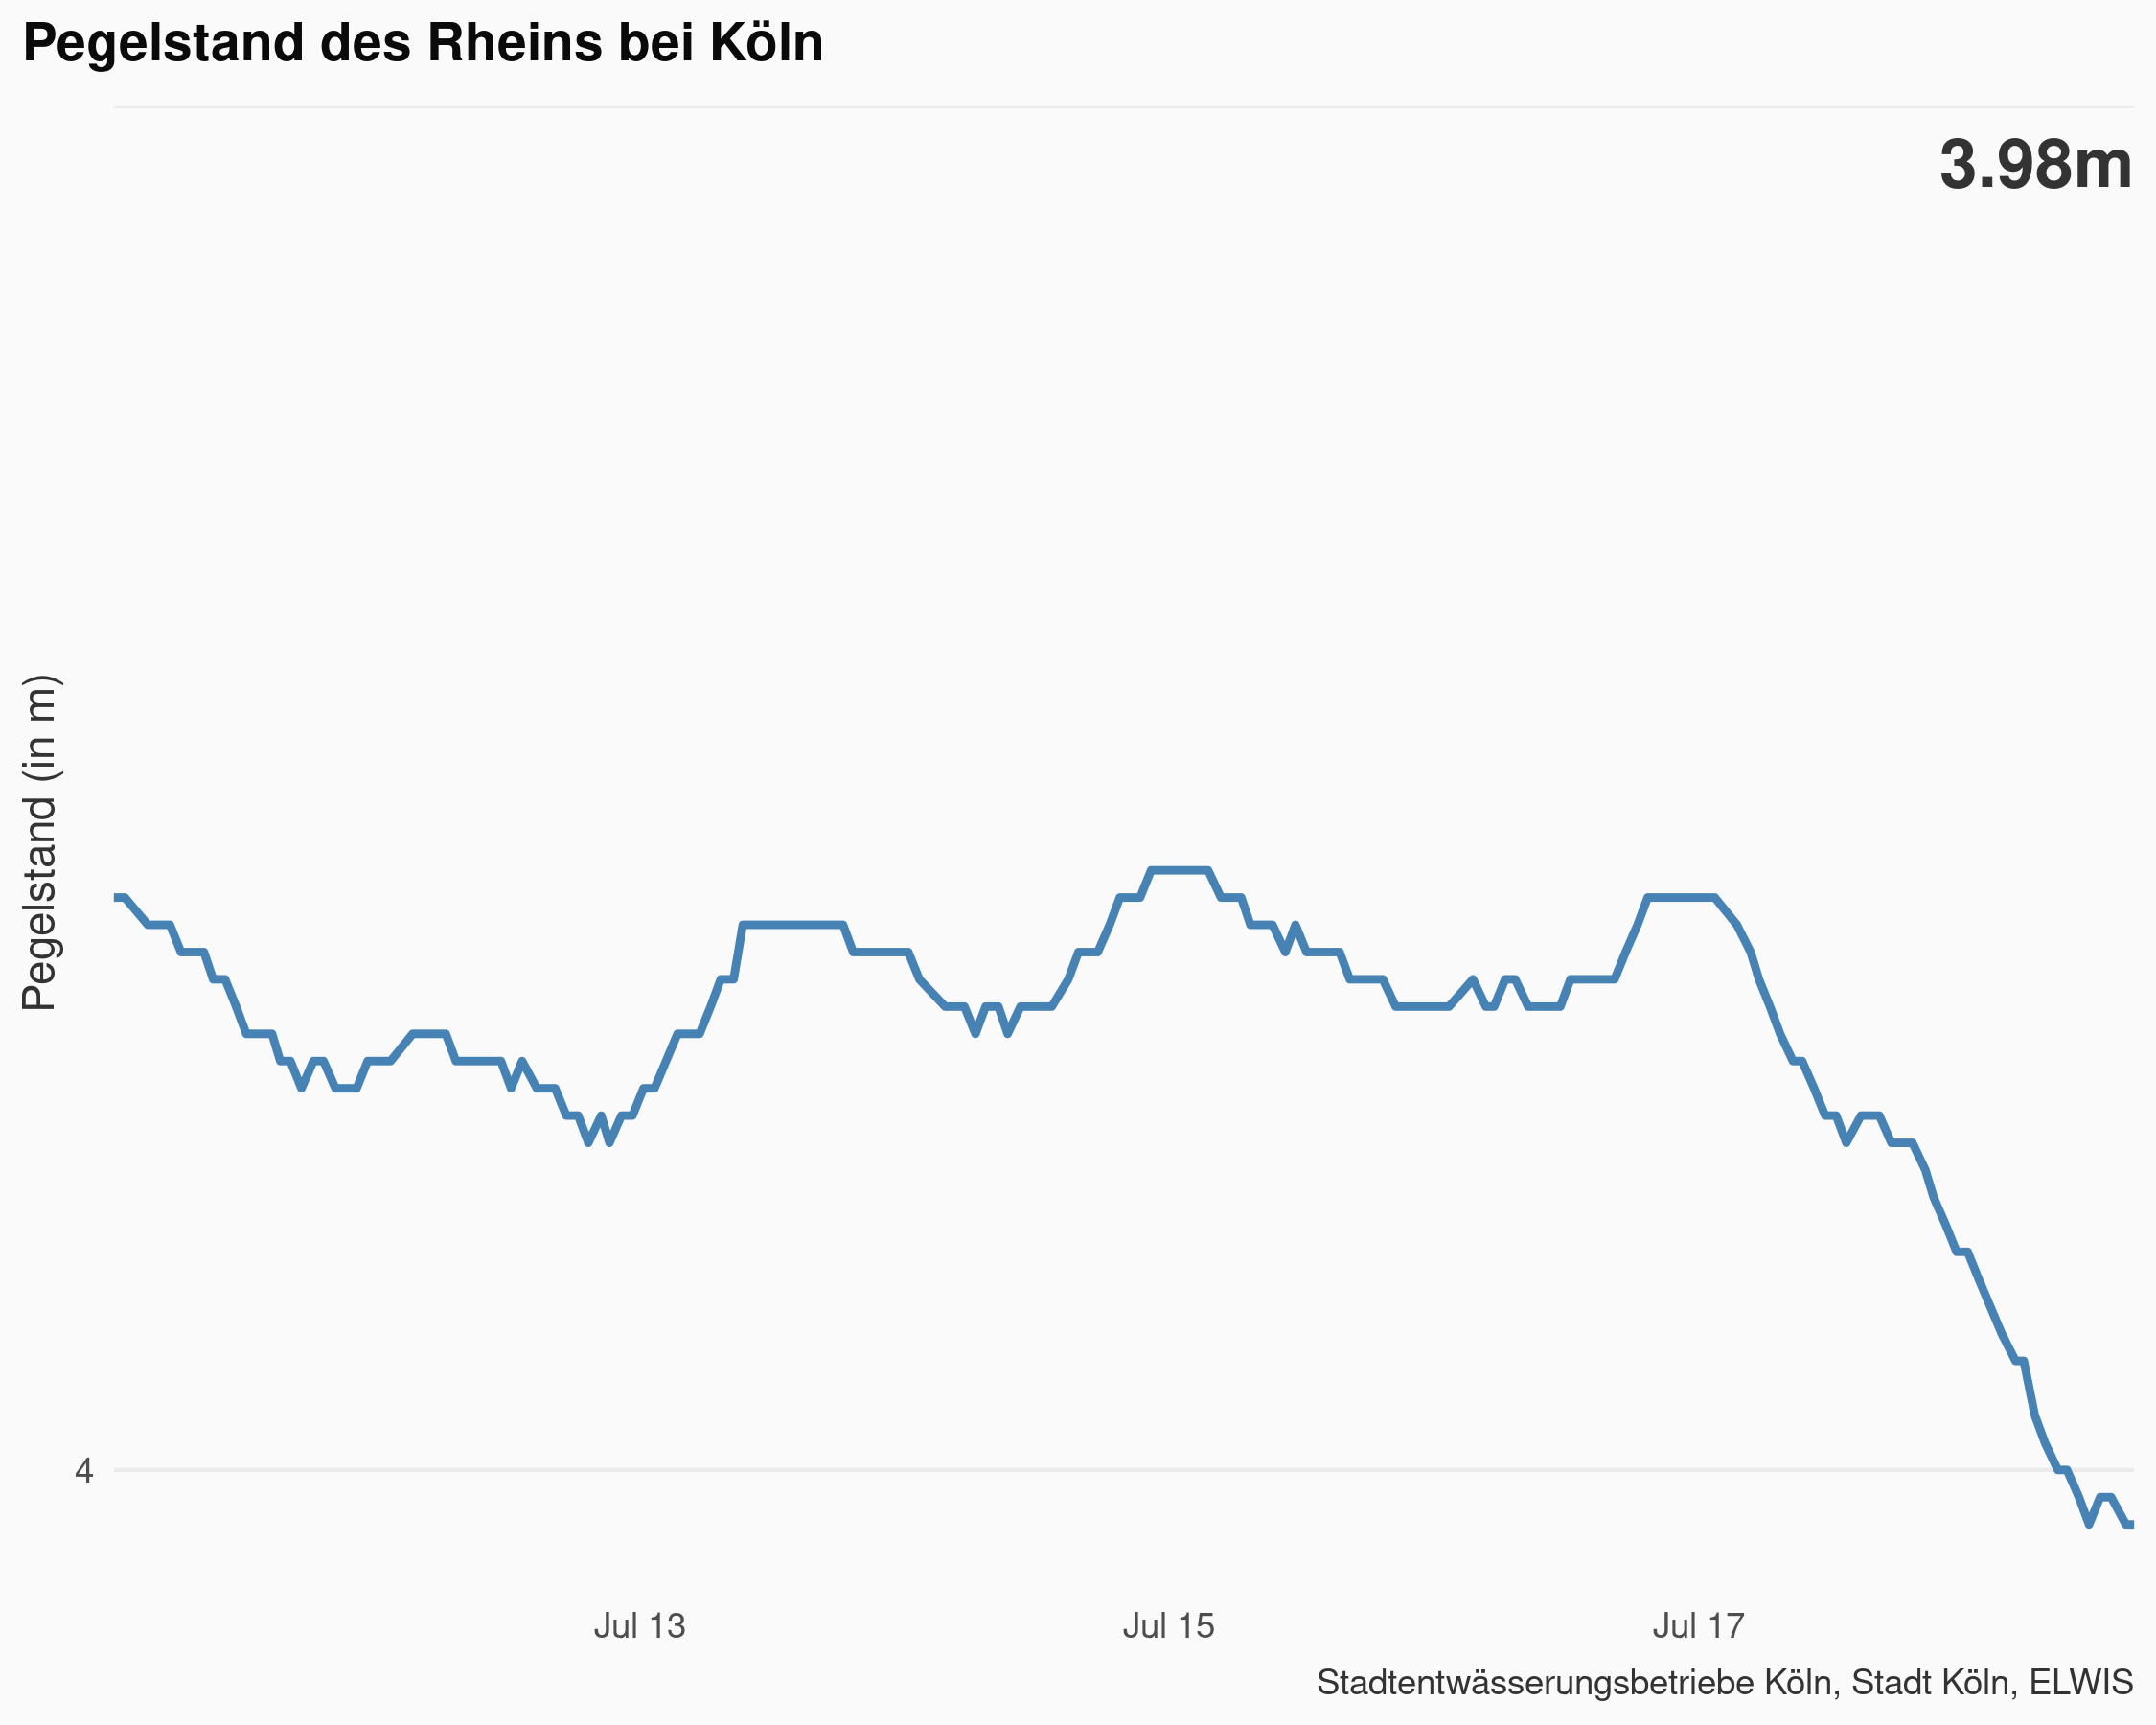 Pegelstand des Rheins bei Köln
3.98m
Pegelstand (in m)
4
Jul 13
Jul 15
Jul 17
Stadtentwässerungsbetriebe Köln, Stadt Köln, ELWIS